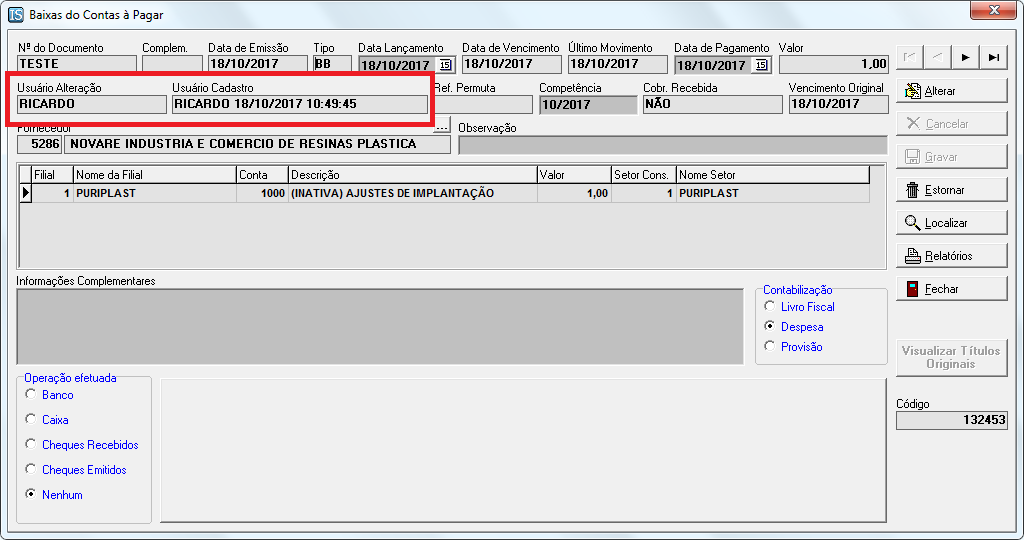 IS Baixas do Contas à Pagar
Nº do Documento Complem. Data de Emissão Tipo Data Lançamento Data de Vencimento Último Movimento Data de Pagamento Valor
TESTE 18/10/2017 BB 18/10/2017 15 18/10/2017 18/10/2017 18/10/2017 15 1,00
Usuário Alteração Usuário Cadastro Ref. Permuta Competência Cobr. Recebida Vencimento Original
RICARDO RICARDO 18/10/2017 10:49:45 10/2017 NÃO 18/10/2017
Fornecedor ... Observação
5286 NOVARE INDUSTRIA E COMERCIO DE RESINAS PLASTICA
Filial Nome da Filial Conta Descrição Valor Setor Cons. Nome Setor
1 PURIPLAST 1000 (INATIVA) AJUSTES DE IMPLANTAÇÃO 1,00 1 PURIPLAST
Informações Complementares
Contabilização
Livro Fiscal
Despesa
Provisão
Operação efetuada
Banco
Caixa
Cheques Recebidos
Cheques Emitidos
Nenhum
Alterar
Cancelar
Gravar
Estornar
Localizar
Relatórios
Fechar
Visualizar Títulos
Originais
Código
132453